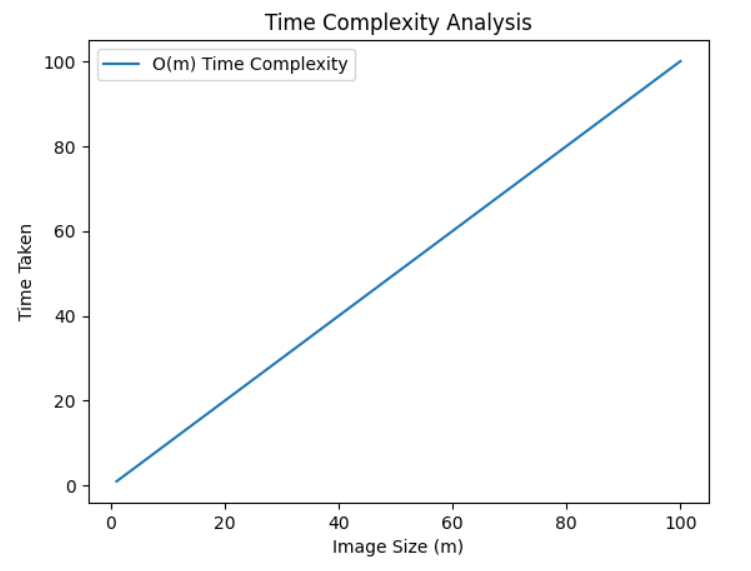 Time Complexity Analysis
O(m) Time Complexity
100
80
60
40
20
0
Time Taken
0 20 40 60 80 100
Image Size (m)